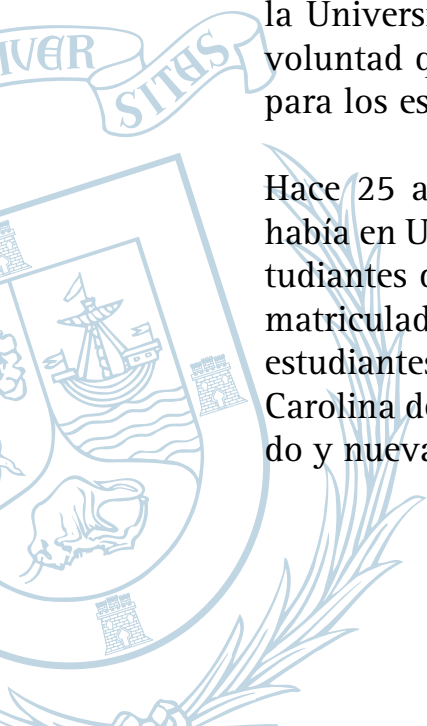 IVER
SITAS
la Univers
voluntad q
para los es
Hace 25 a
había en U
tudiantes d
matriculad
estudiantes
Carolina de
do y nueva